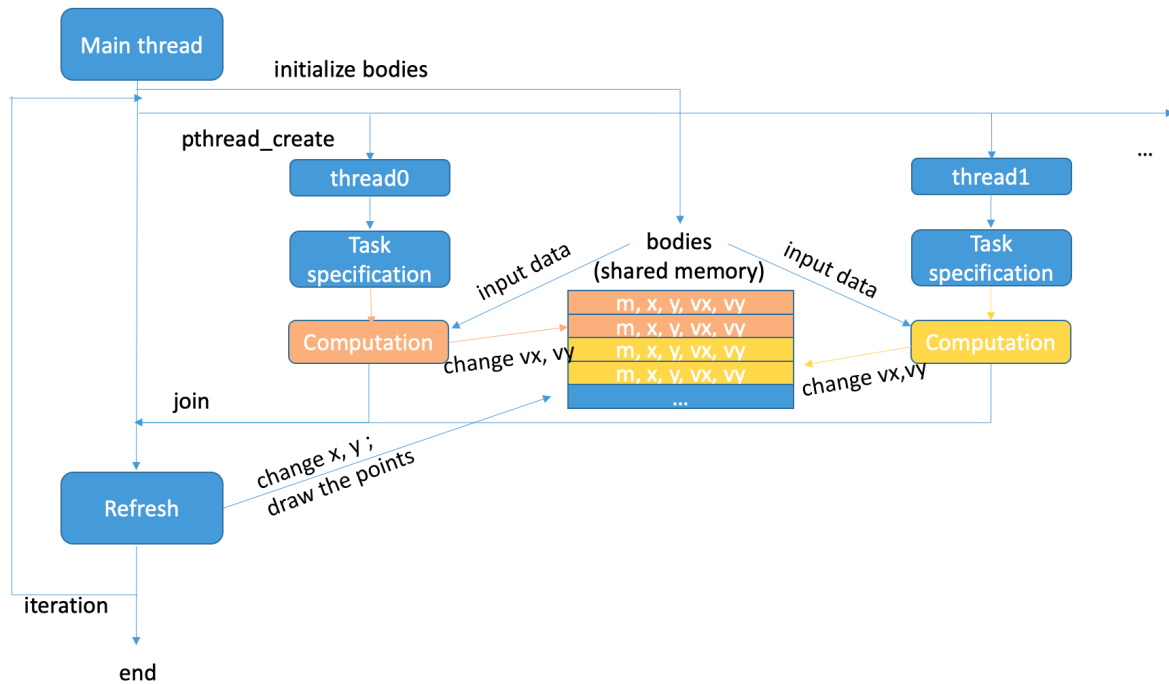 Main thread
initialize bodies
pthread_create
...
thread0
thread1
Task
specification
bodies
(shared memory)
Task
specification
input data
input data
m, x, y, vx, vy
m, x, y, vx, vy
m, x, y, vx, vy
m, x, y, vx, vy
...
Computation
Computation
change vx, vy
change vx,vy
join
change x, y ;
draw the points
Refresh
iteration
end